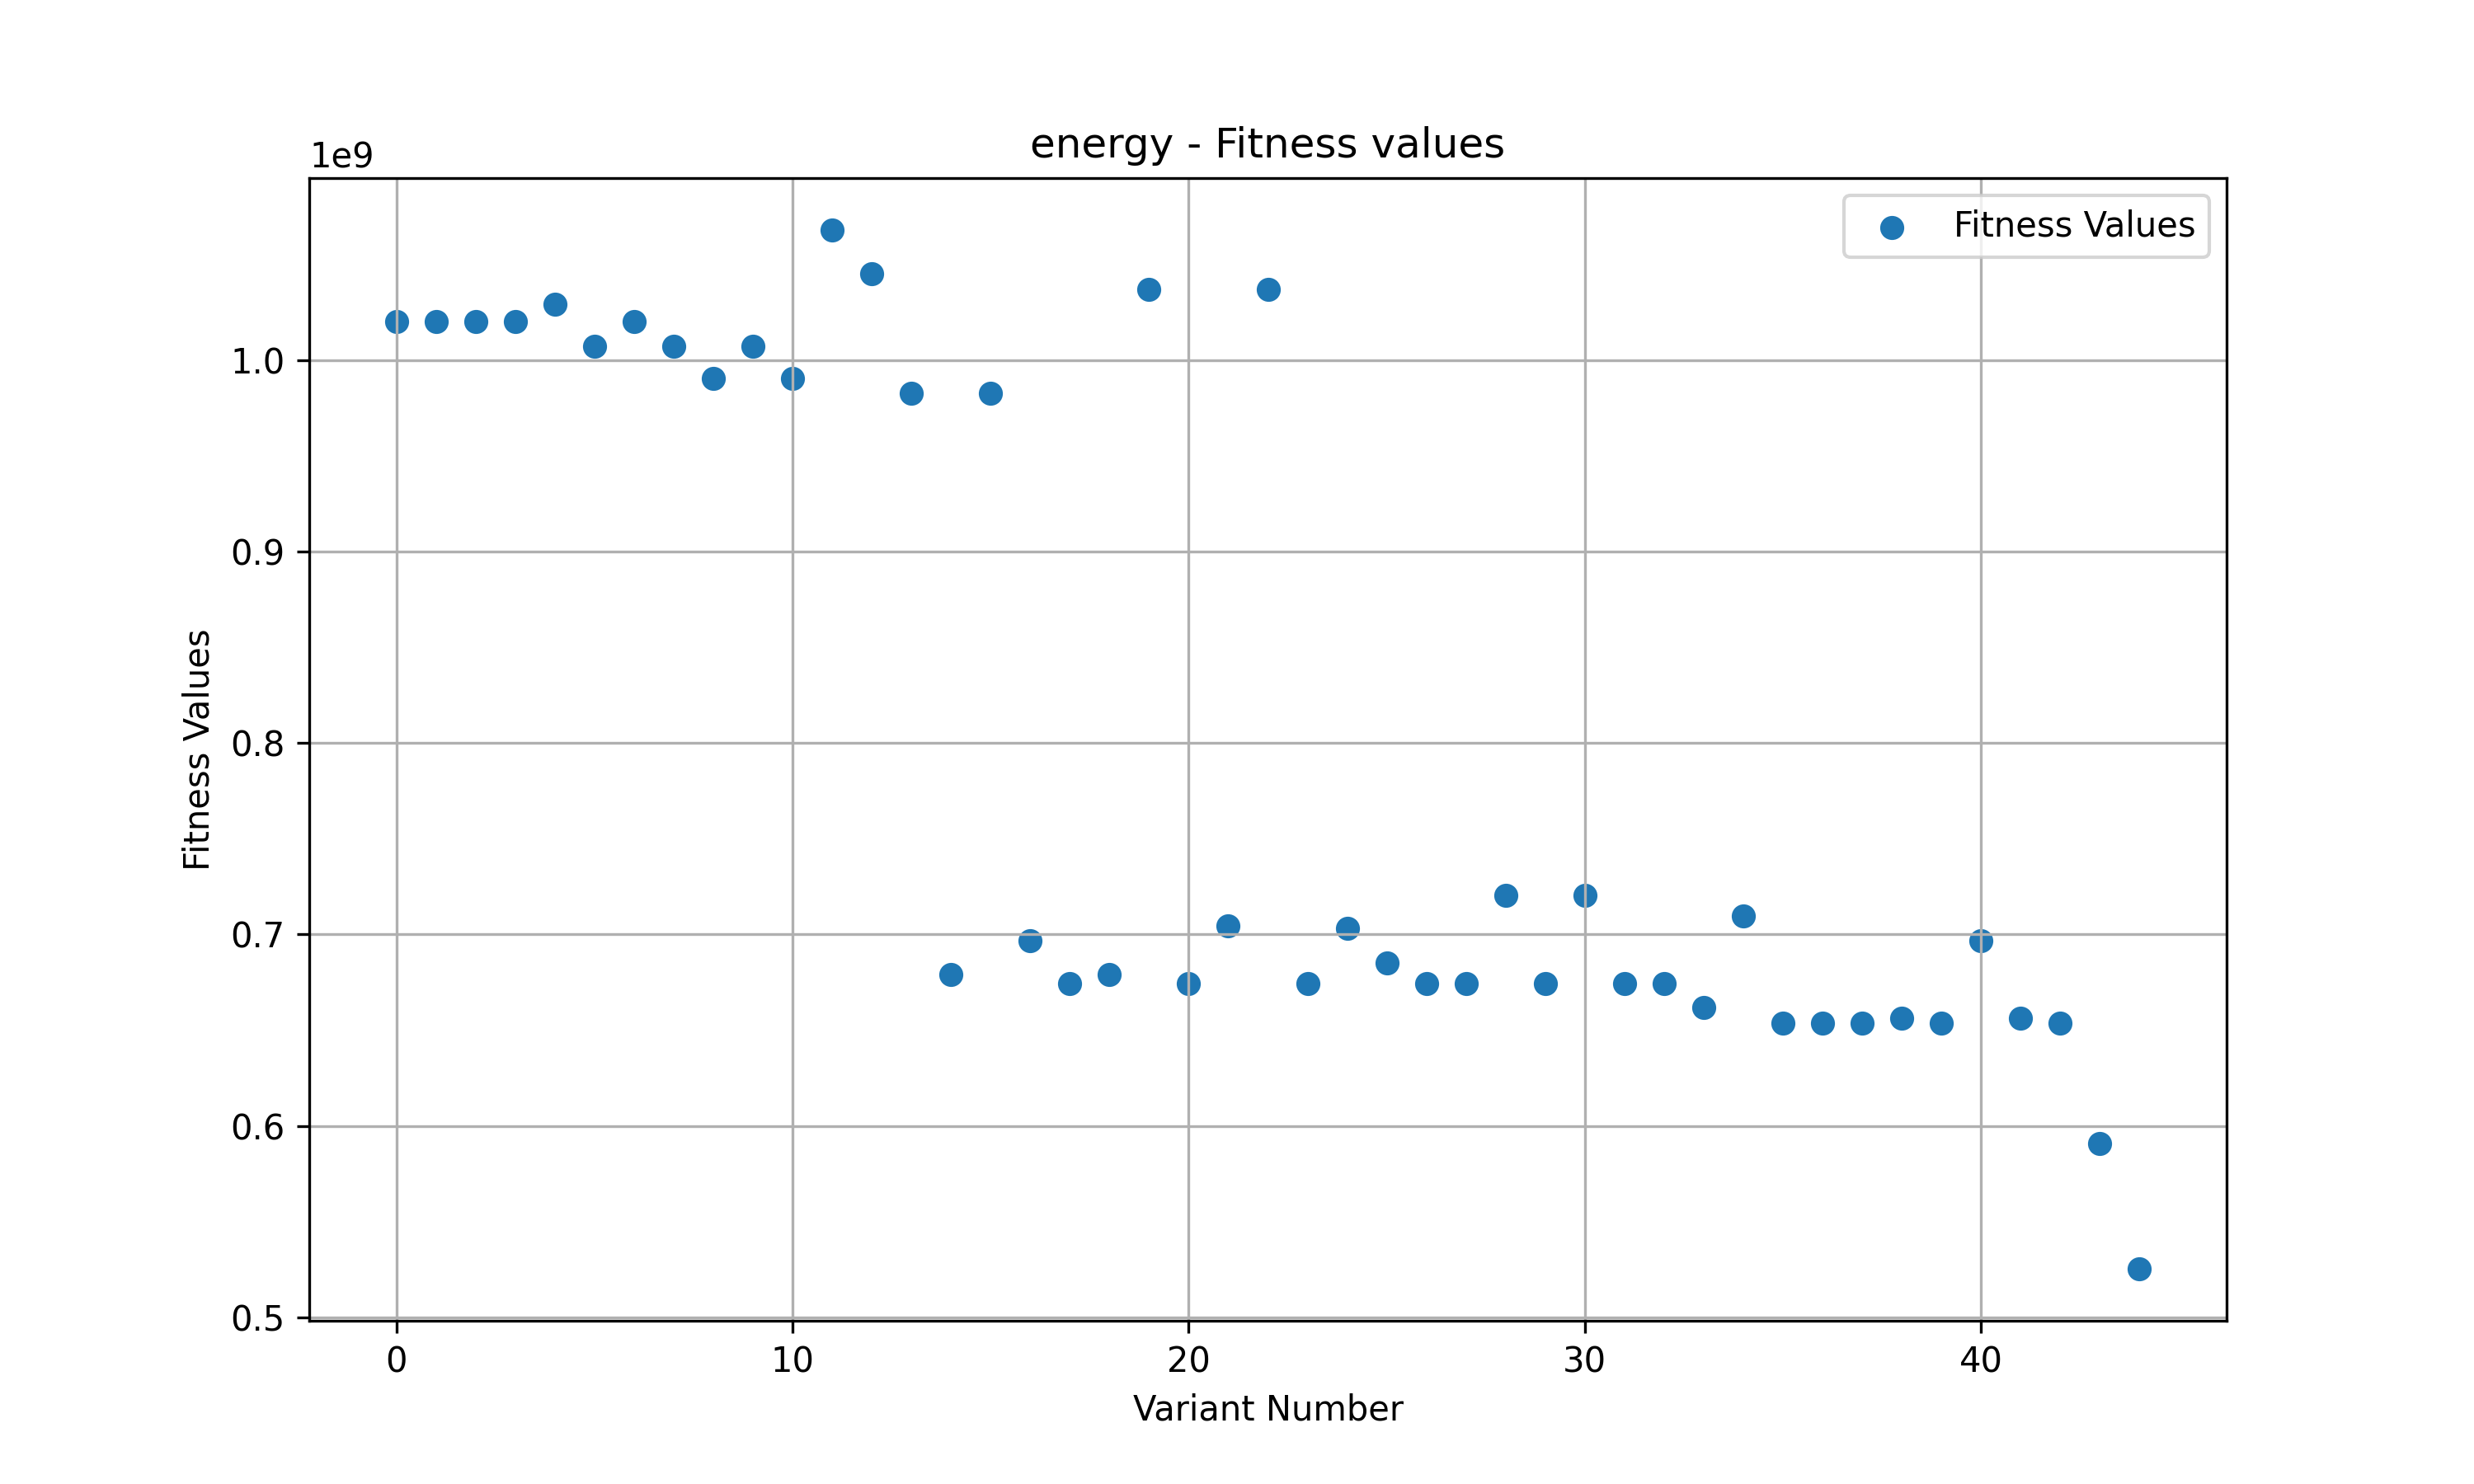 energy - Fitness values
1e9
Fitness Values
1.0
0.9
0.8
0.7
0.6
0.5
Fitness Values
0 10 20 30 40
Variant Number